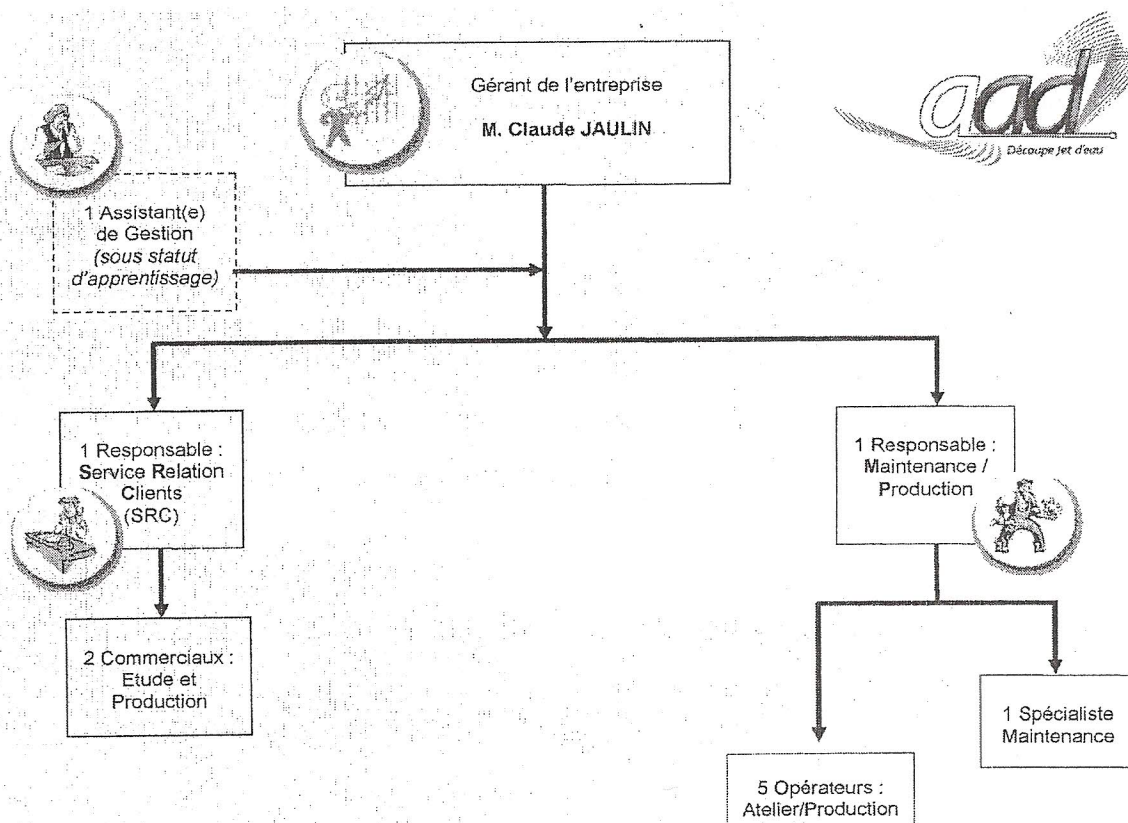 Gérant de l'entreprise
M. Claude JAULIN
aad
Découpe jet d'eau
1 Assistant(e)
de Gestion
(sous statut
d'apprentissage)
1 Responsable :
Service Relation
Clients
(SRC)
1 Responsable :
Maintenance /
Production
2 Commerciaux :
Etude et
Production
1 Spécialiste
Maintenance
5 Opérateurs :
Atelier/Production